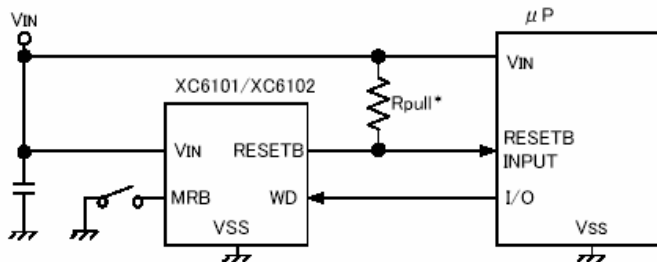 VIN
μP
XC6101/XC6102
Rpull*
VIN
VIN
RESETB
RESETB
INPUT
MRB
WD
I/O
VSS
VSS